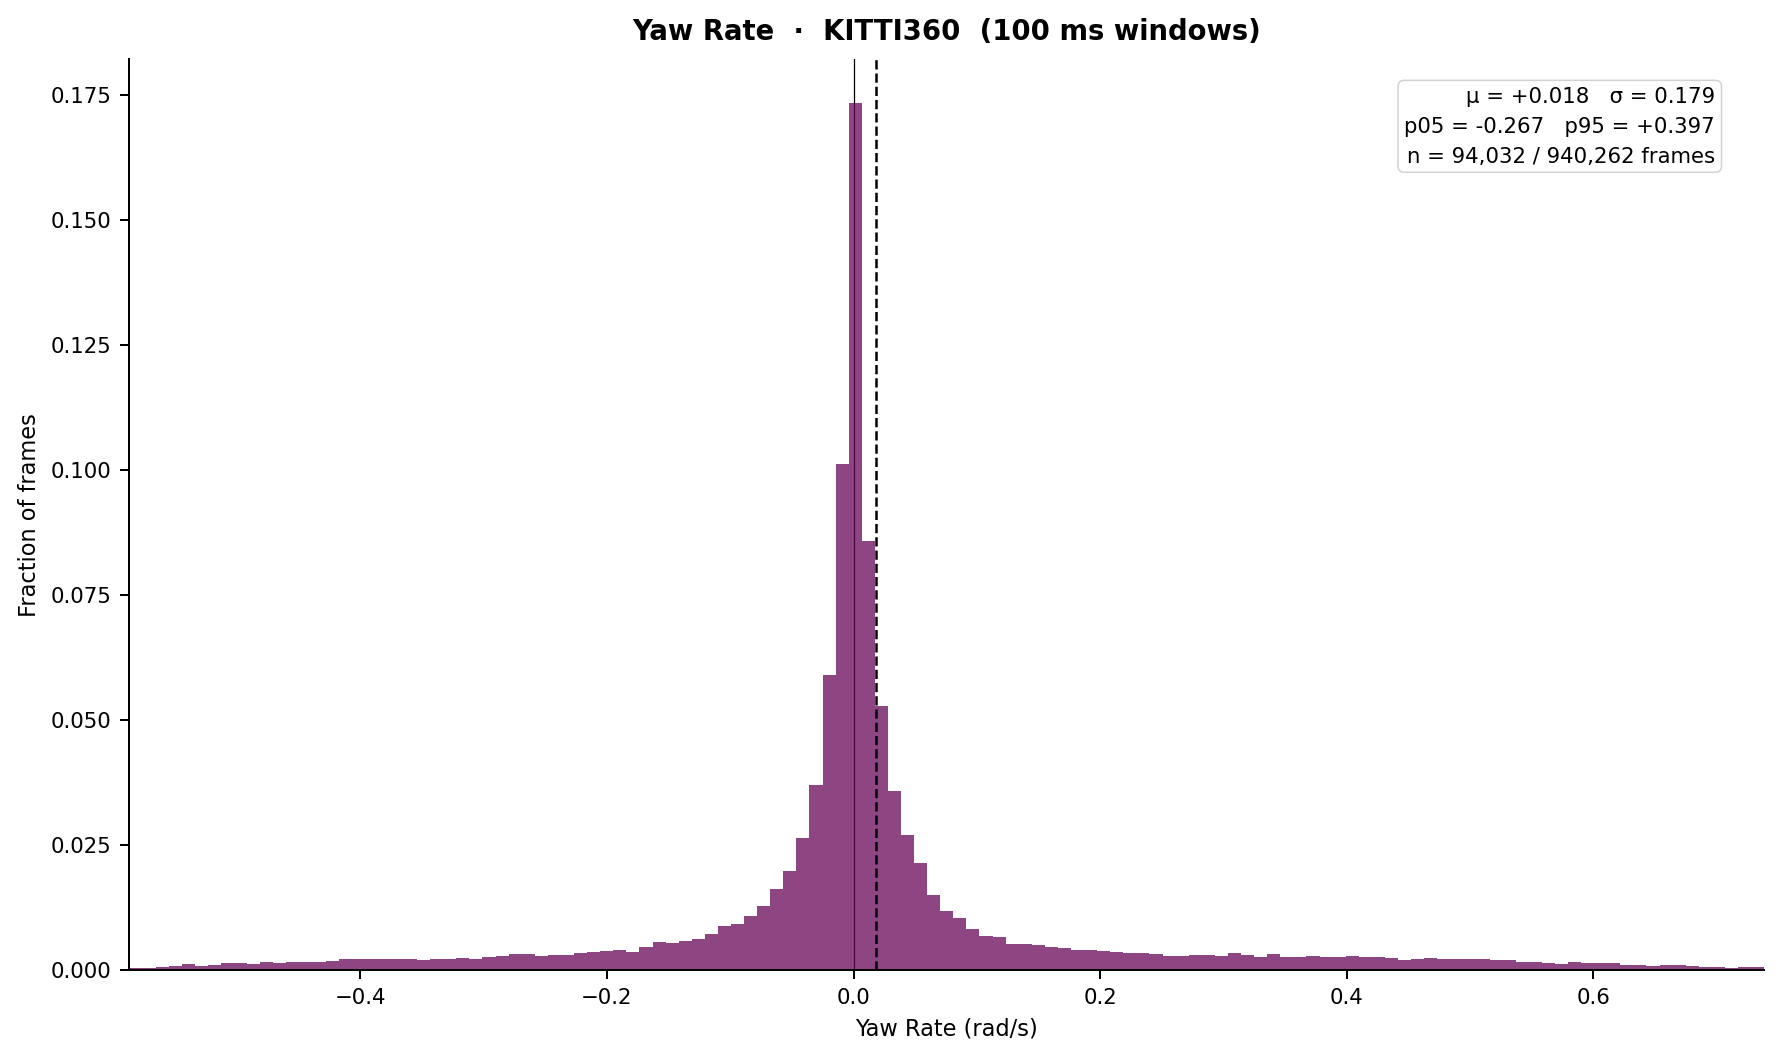 Yaw Rate · KITTI360 (100 ms windows)
μ = +0.018 σ = 0.179
p05 = -0.267 p95 = +0.397
n = 94,032 / 940,262 frames
Fraction of frames
0.175
0.150
0.125
0.100
0.075
0.050
0.025
0.000
−0.4
−0.2
0.0
0.2
0.4
0.6
Yaw Rate (rad/s)